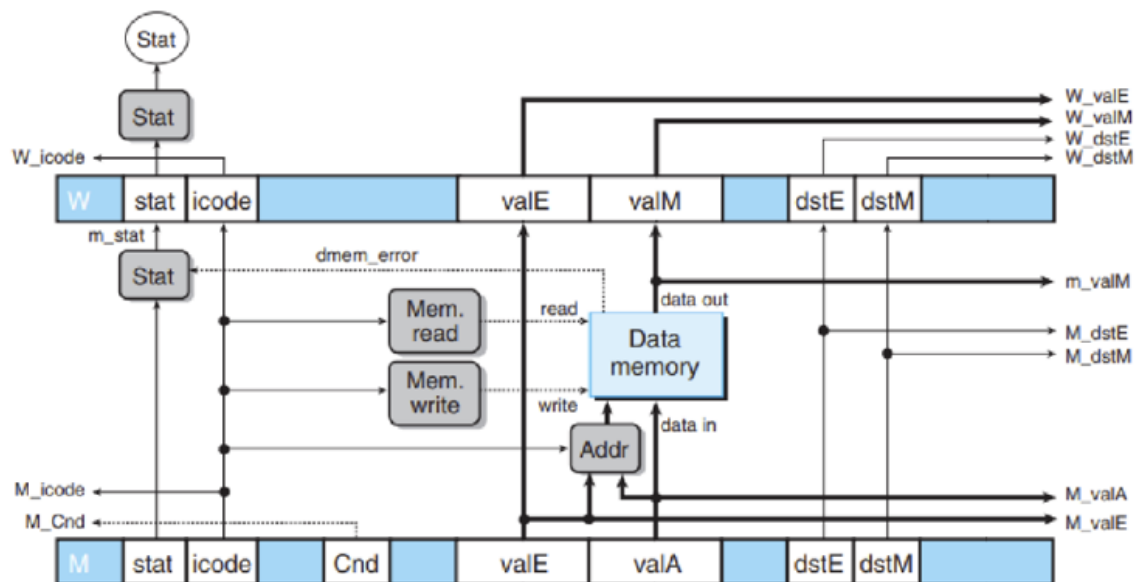 Stat
Stat
W_valE
W_valM
W_dstE
W_icode
W_dstM
W stat icode valE valM dstE dstM
m_stat
dmem_error
Stat
m_valM
data out
Mem. read
read
Data memory
M_dstE
M_dstM
Mem. write
write
data in
Addr
M_icode
M_valA
M_Cnd
M_valE
M stat icode Cnd valE valA dstE dstM